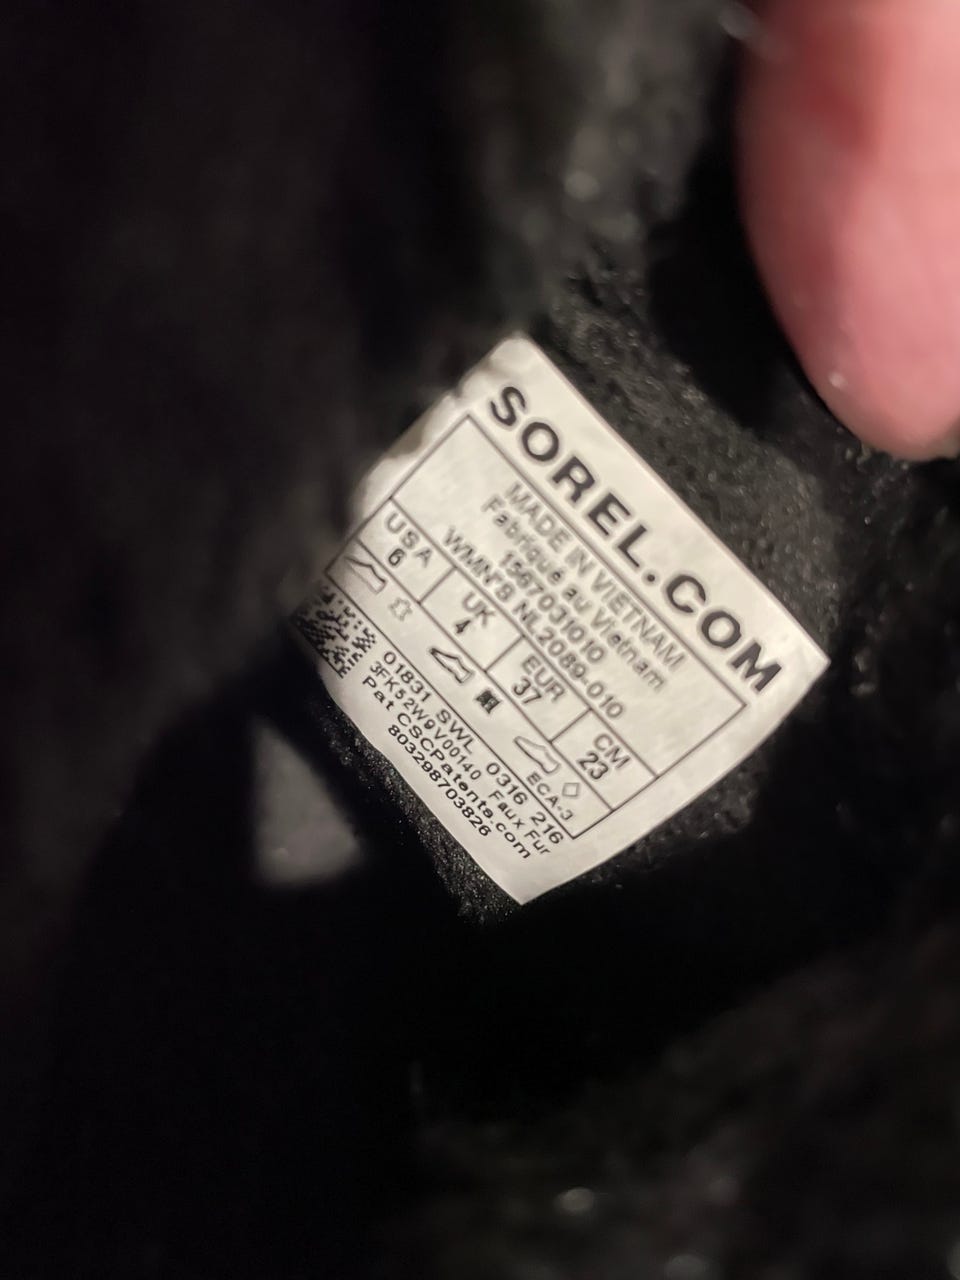 SOREL.COM
MADE IN VIETNAM
Fabriqué au Vietnam
1567031010
WMN'S NL2089-010
USA UK EUR CM
6 4 37 23
ECA-3
01831 SWL 0316 216
3FK52W9V00140 Faux Fur
Pat CSCPatents.com
803298703826